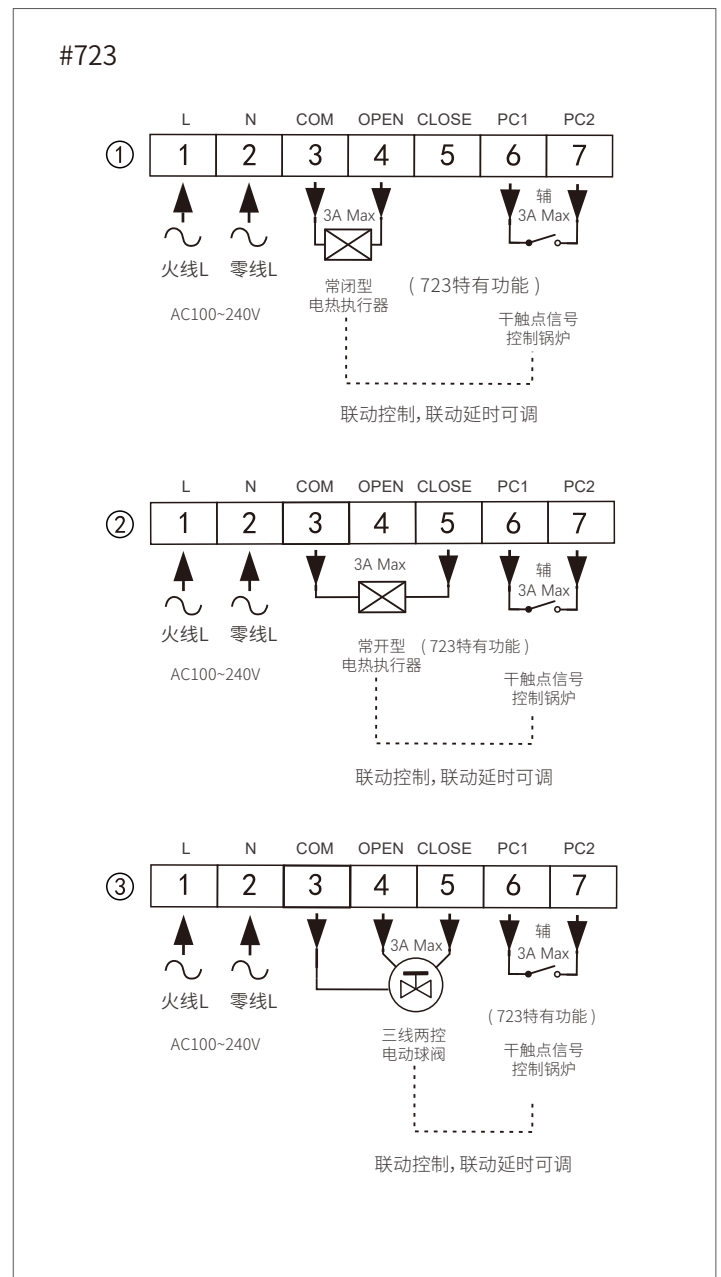 #723
L N COM OPEN CLOSE PC1 PC2
① 1 2 3 4 5 6 7
辅
3A Max 3A Max
火线L 零线L
常闭型 ( 723特有功能 )
电热执行器
AC100~240V
干触点信号
控制锅炉
联动控制,联动延时可调
L N COM OPEN CLOSE PC1 PC2
② 1 2 3 4 5 6 7
3A Max 辅
3A Max
火线L 零线L
常开型 ( 723特有功能 )
电热执行器
AC100~240V
干触点信号
控制锅炉
联动控制,联动延时可调
L N COM OPEN CLOSE PC1 PC2
③ 1 2 3 4 5 6 7
辅
3A Max 3A Max
火线L 零线L
( 723特有功能 )
三线两控
电动球阀
AC100~240V
干触点信号
控制锅炉
联动控制,联动延时可调